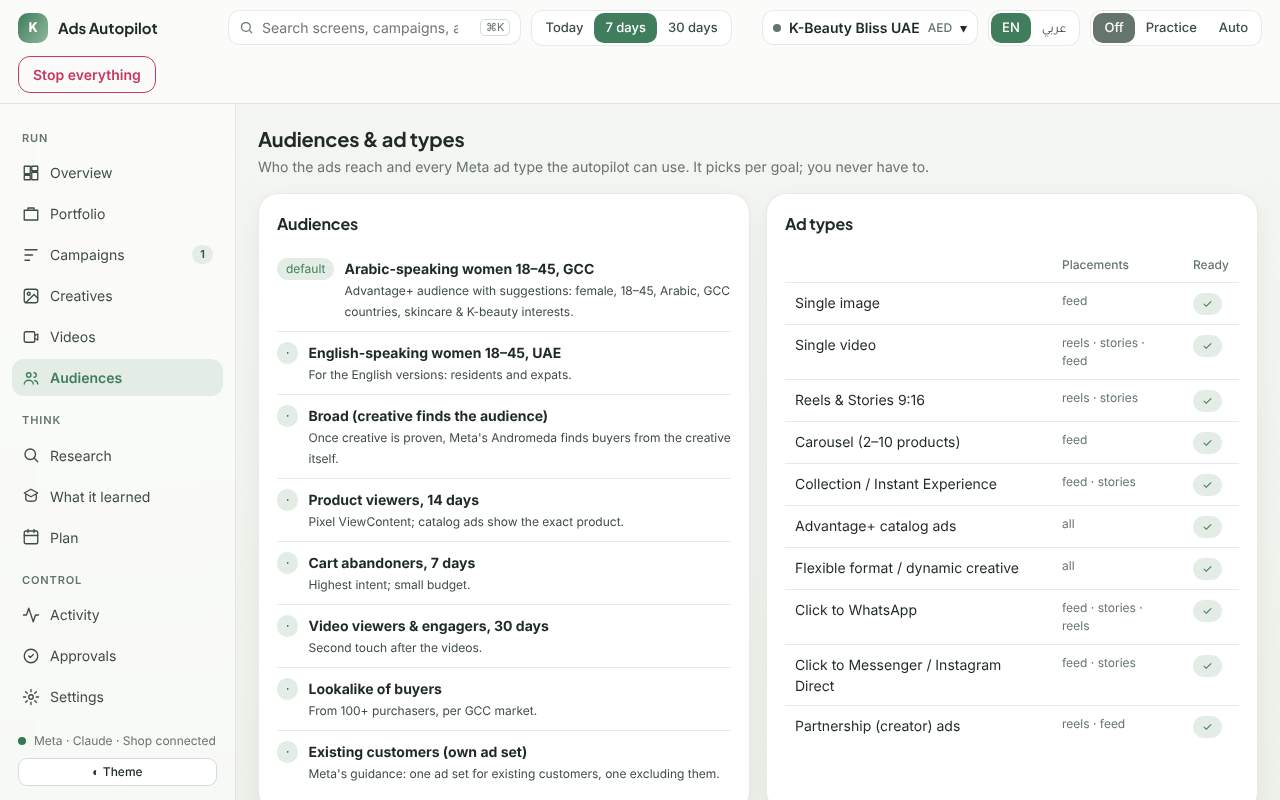 K Ads Autopilot
Search screens, campaigns, a ⌘K
Today 7 days 30 days
K-Beauty Bliss UAE AED ▾
EN عربي
Off Practice Auto
Stop everything
RUN
Overview
Portfolio
Campaigns 1
Creatives
Videos
Audiences
THINK
Research
What it learned
Plan
CONTROL
Activity
Approvals
Settings
Meta · Claude · Shop connected
Theme
Audiences & ad types
Who the ads reach and every Meta ad type the autopilot can use. It picks per goal; you never have to.
Audiences
default Arabic-speaking women 18–45, GCC
Advantage+ audience with suggestions: female, 18–45, Arabic, GCC
countries, skincare & K-beauty interests.
· English-speaking women 18–45, UAE
For the English versions: residents and expats.
· Broad (creative finds the audience)
Once creative is proven, Meta's Andromeda finds buyers from the creative
itself.
· Product viewers, 14 days
Pixel ViewContent; catalog ads show the exact product.
· Cart abandoners, 7 days
Highest intent; small budget.
· Video viewers & engagers, 30 days
Second touch after the videos.
· Lookalike of buyers
From 100+ purchasers, per GCC market.
· Existing customers (own ad set)
Meta's guidance: one ad set for existing customers, one excluding them.
Ad types
Placements Ready
Single image feed ✓
Single video reels · stories · ✓
feed
Reels & Stories 9:16 reels · stories ✓
Carousel (2–10 products) feed ✓
Collection / Instant Experience feed · stories ✓
Advantage+ catalog ads all ✓
Flexible format / dynamic creative all ✓
Click to WhatsApp feed · stories · ✓
reels
Click to Messenger / Instagram feed · stories ✓
Direct
Partnership (creator) ads reels · feed ✓